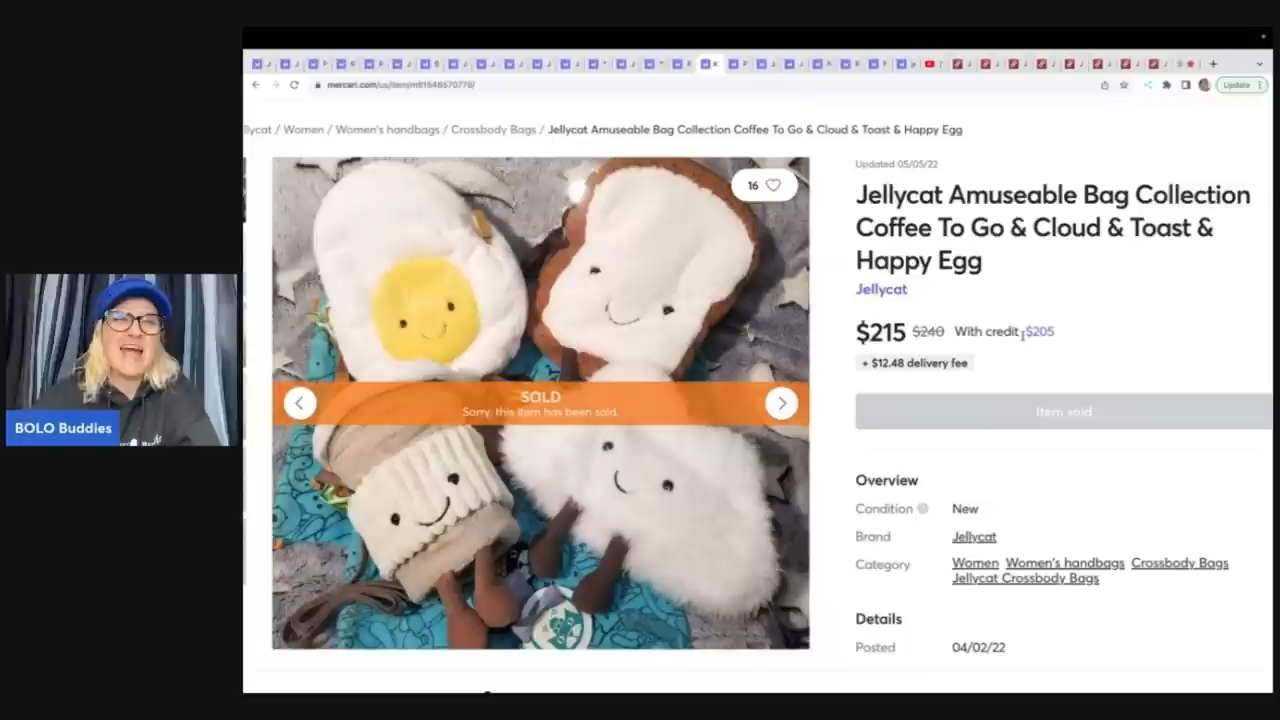 mercari.com/us/item/m81548670778/
Update
llycat / Women / Women's handbags / Crossbody Bags / Jellycat Amuseable Bag Collection Coffee To Go & Cloud & Toast & Happy Egg
16
Updated 05/05/22
Jellycat Amuseable Bag Collection
Coffee To Go & Cloud & Toast &
Happy Egg
Jellycat
$215 $240 With credit $205
+ $12.48 delivery fee
SOLD
Sorry, this item has been sold.
Item sold
BOLO Buddies
Overview
Condition New
Brand Jellycat
Category Women Women's handbags Crossbody Bags
Jellycat Crossbody Bags
Details
Posted 04/02/22